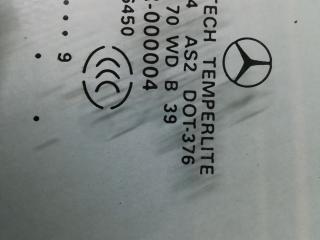 TECH TEMPERLITE
4 AS2 DOT-376
70 WD B 39
-000004
6450
9